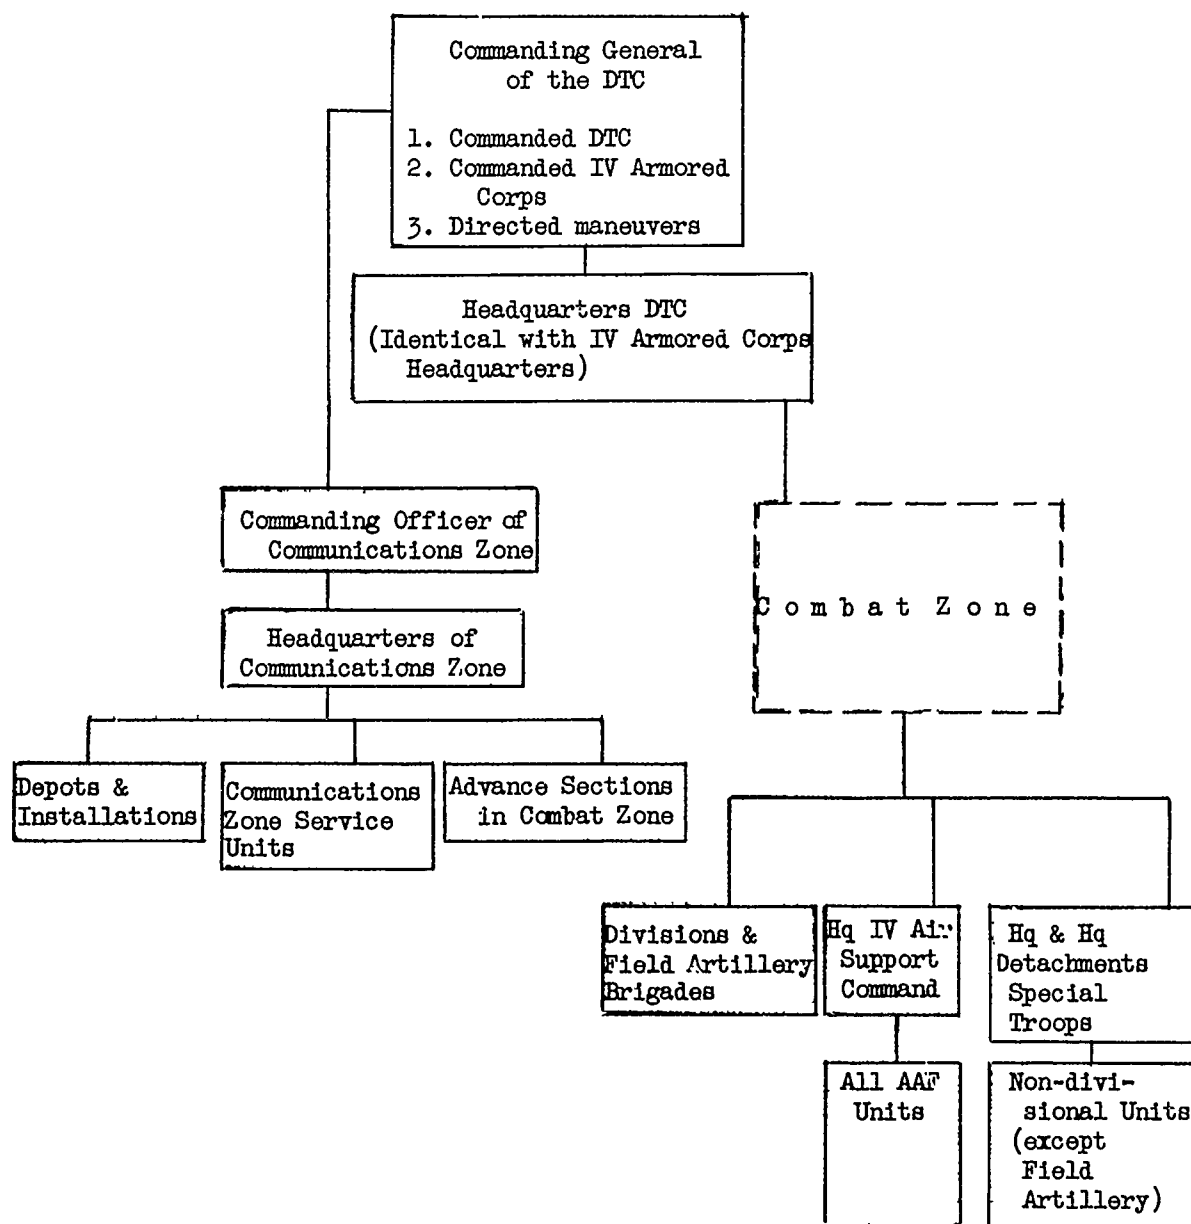 Commanding General
of the DTC
1. Commanded DTC
2. Commanded IV Armored
Corps
3. Directed maneuvers
Headquarters DTC
(Identical with IV Armored Corps
Headquarters)
Commanding Officer of
Communications Zone
Headquarters of
Communications Zone
Combat Zone
Depots &
Installations
Communications
Zone Service
Units
Advance Sections
in Combat Zone
Divisions &
Field Artillery
Brigades
Hq IV Air
Support
Command
Hq & Hq
Detachments
Special
Troops
All AAF
Units
Non-divi-
sional Units
(except
Field
Artillery)